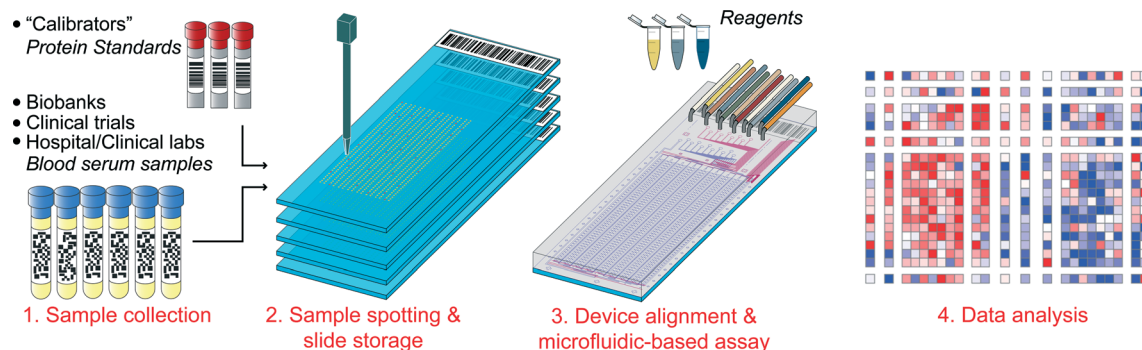 • “Calibrators”
Protein Standards
• Biobanks
• Clinical trials
• Hospital/Clinical labs
Blood serum samples
1. Sample collection
2. Sample spotting &
slide storage
Reagents
3. Device alignment &
microfluidic-based assay
4. Data analysis